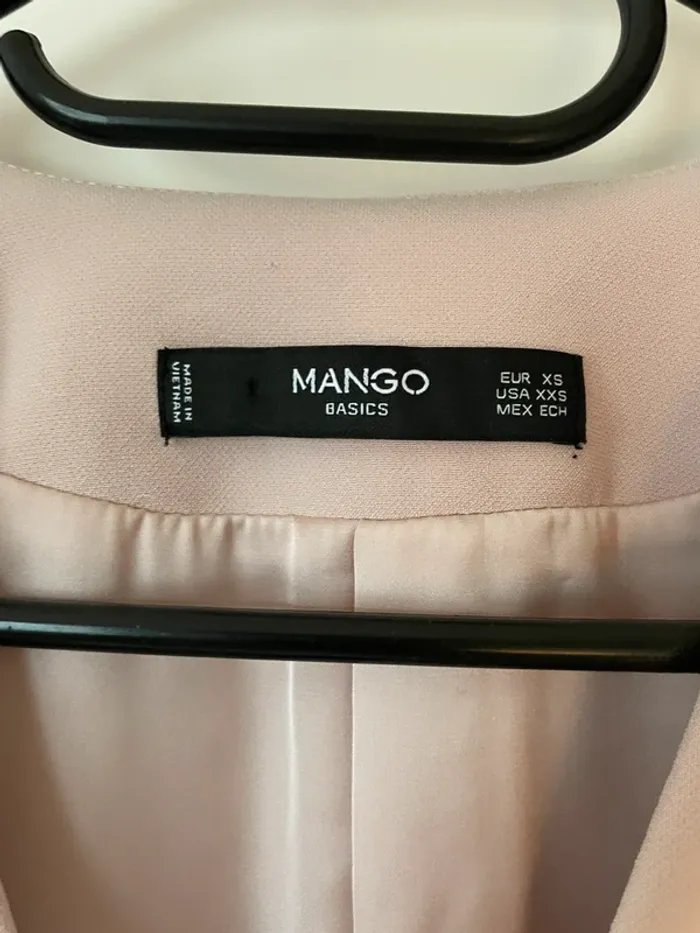 MADE IN
VIETNAM
MANGO
BASICS
EUR XS
USA XXS
MEX ECH